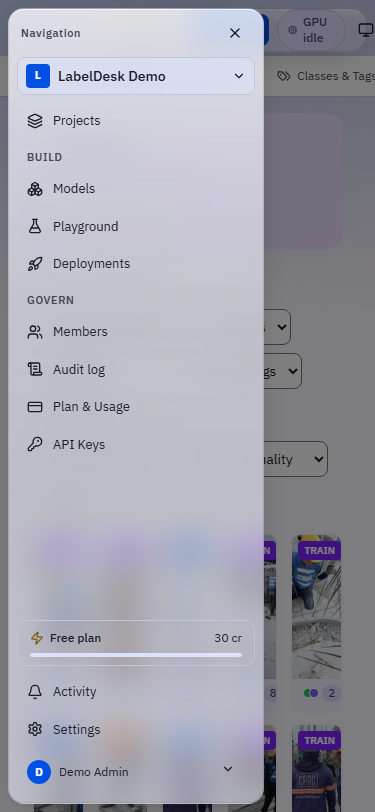 Navigation
GPU
idle
L LabelDesk Demo
Classes & Tags
Projects
BUILD
Models
Playground
Deployments
GOVERN
Members
Audit log
Plan & Usage
API Keys
TRAIN
Free plan 30 cr
8
2
Activity
Settings
TRAIN
D Demo Admin